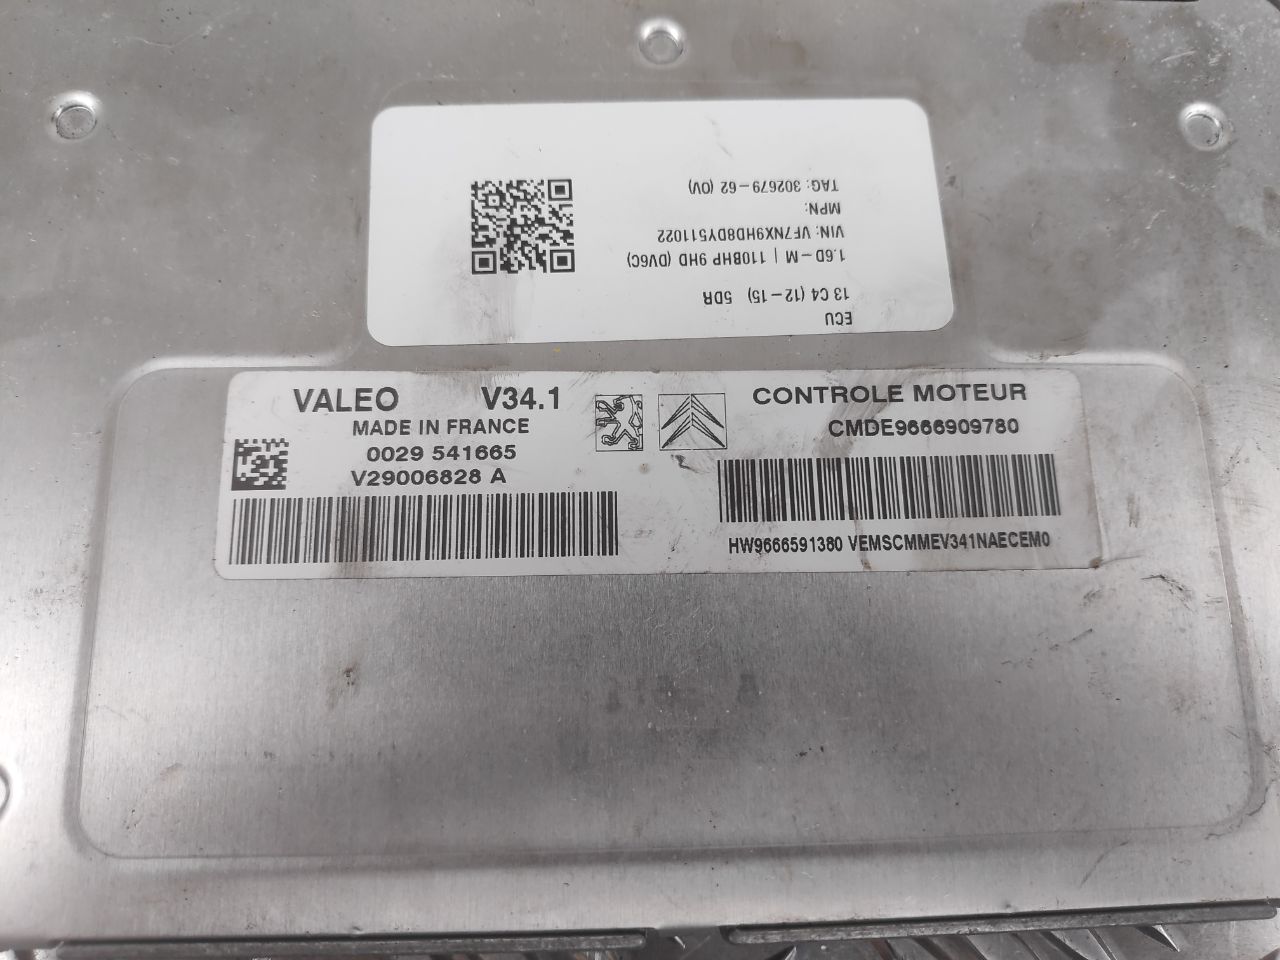 ECU
13 C4 (12-15) 5DR
1.6D-M | 110BHP 9HD (DV6C)
VIN: VF7NX9HD8DY511022
MPN:
TAG: 302679-62 (0V)
VALEO V34.1
MADE IN FRANCE
0029 541665
V29006828 A
CONTROLE MOTEUR
CMDE9666909780
HW9666591380 VEMSCMMEV341NAECEM0